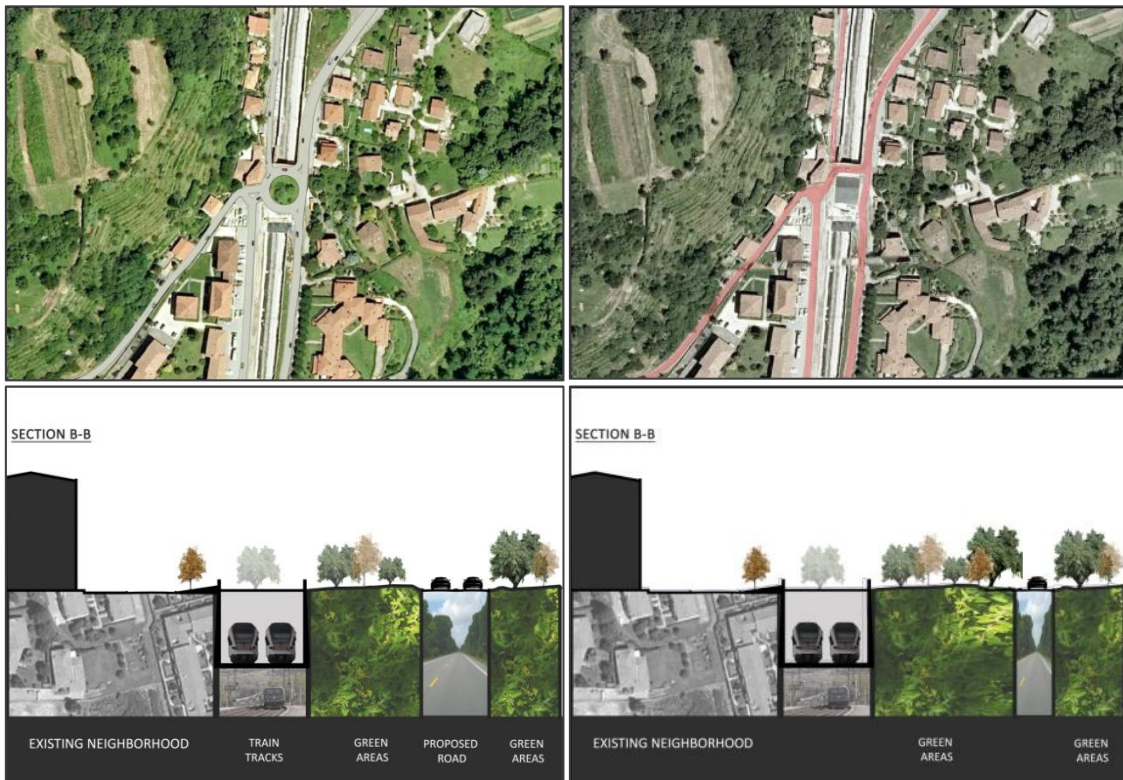 SECTION B-B
EXISTING NEIGHBORHOOD
TRAIN
TRACKS
GREEN
AREAS
PROPOSED
ROAD
GREEN
AREAS
SECTION B-B
EXISTING NEIGHBORHOOD
GREEN
AREAS
GREEN
AREAS